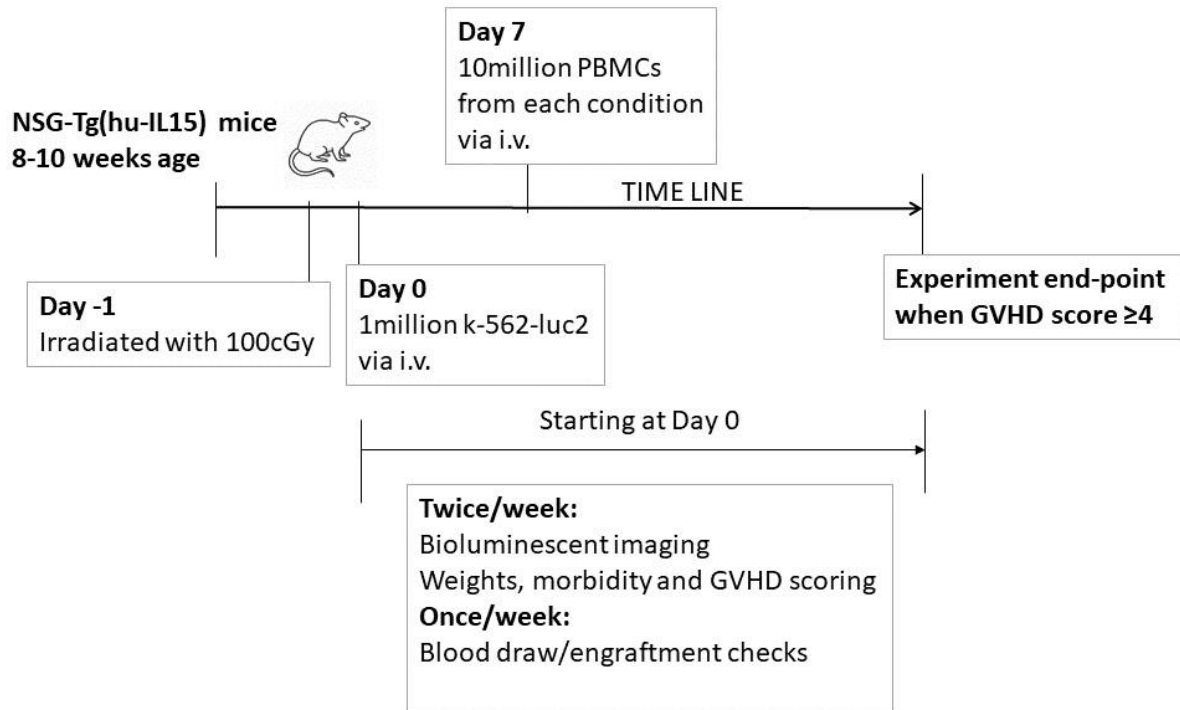 Day 7
10million PBMCs
from each condition
via i.v.
NSG-Tg(hu-IL15) mice
8-10 weeks age
TIME LINE
Day -1
Irradiated with 100cGy
Day 0
1million k-562-luc2
via i.v.
Experiment end-point
when GVHD score ≥4
Starting at Day 0
Twice/week:
Bioluminescent imaging
Weights, morbidity and GVHD scoring
Once/week:
Blood draw/engraftment checks